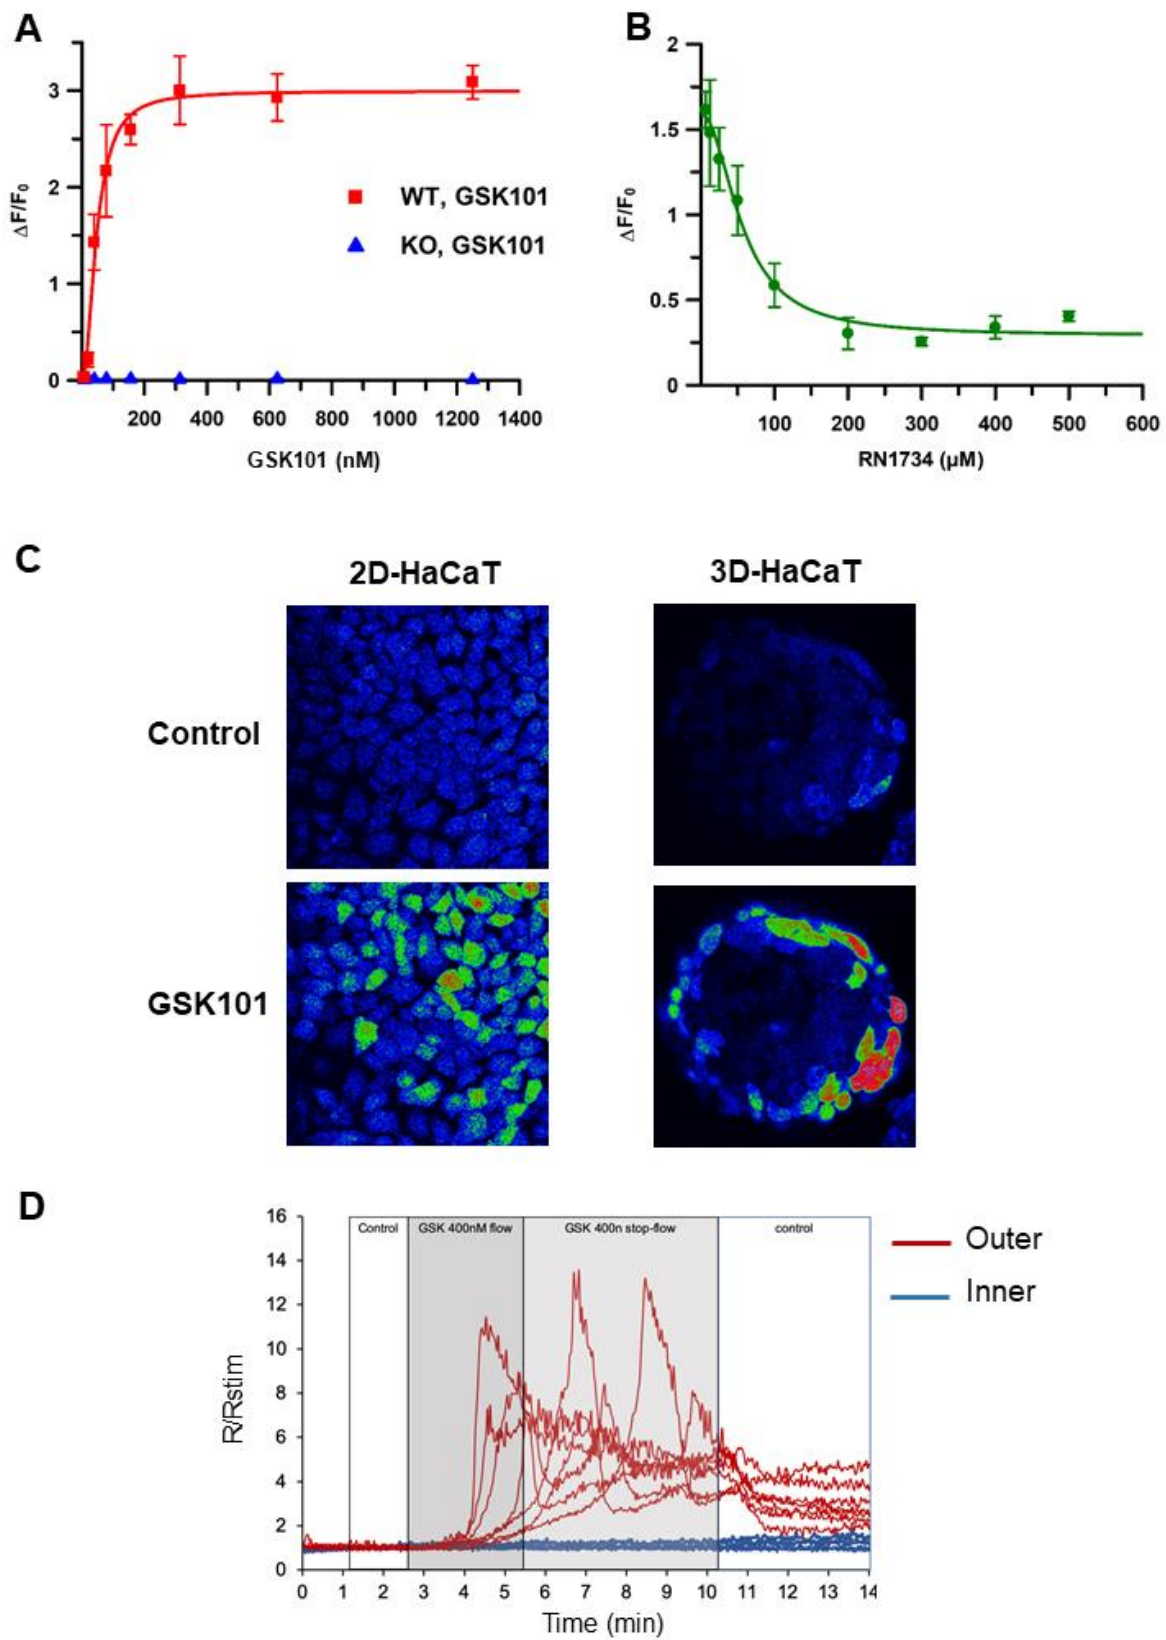 A
ΔF/F0
3
2
1
0
200 400 600 800 1000 1200 1400
GSK101 (nM)
WT, GSK101
KO, GSK101
B
ΔF/F0
2
1.5
1
0.5
0
100 200 300 400 500 600
RN1734 (µM)
C
2D-HaCaT 3D-HaCaT
Control
GSK101
D
R/Rstim
16
14
12
10
8
6
4
2
0
Control GSK 400nM flow GSK 400n stop-flow control
0 1 2 3 4 5 6 7 8 9 10 11 12 13 14
Time (min)
Outer
Inner